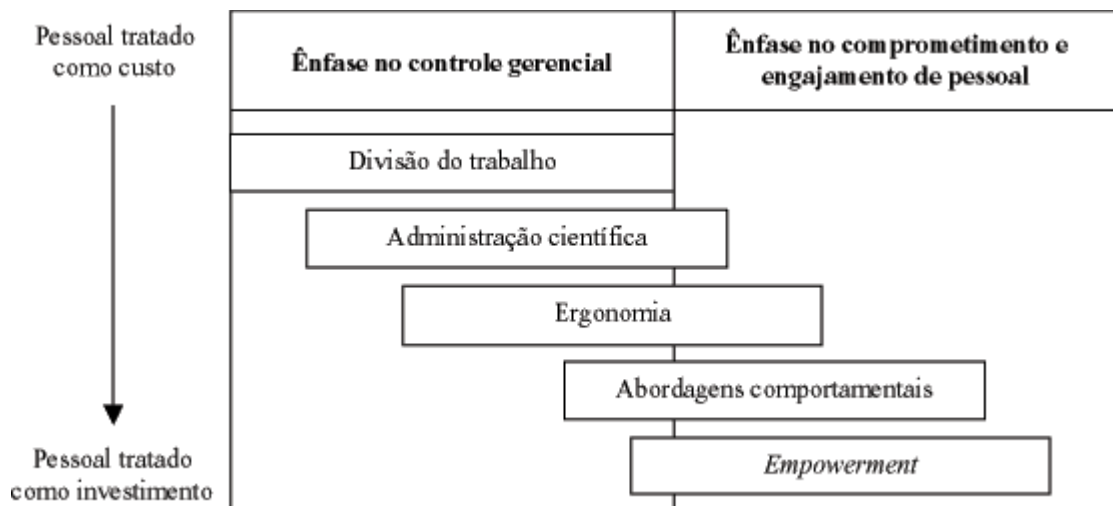 Pessoal tratado
como custo
Ênfase no controle gerencial
Ênfase no comprometimento e
engajamento de pessoal
Divisão do trabalho
Administração científica
Ergonomia
Abordagens comportamentais
Empowerment
Pessoal tratado
como investimento